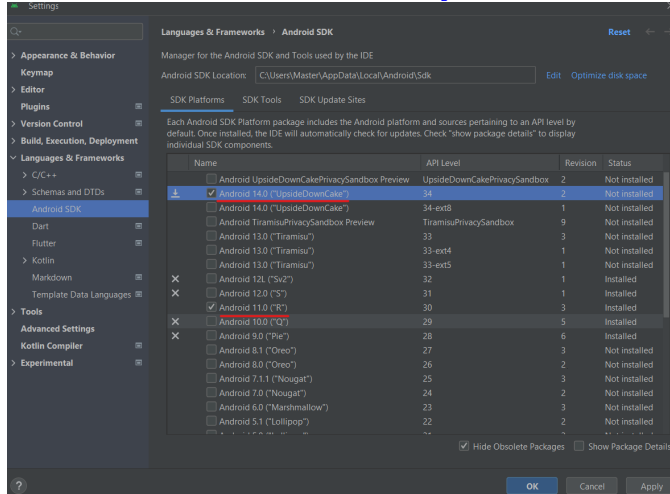 Settings
Languages & Frameworks › Android SDK
Reset
Manager for the Android SDK and Tools used by the IDE
Android SDK Location: C:\Users\Master\AppData\Local\Android\Sdk Edit Optimize disk space
SDK Platforms SDK Tools SDK Update Sites
Each Android SDK Platform package includes the Android platform and sources pertaining to an API level by
default. Once installed, the IDE will automatically check for updates. Check "show package details" to display
individual SDK components.
Appearance & Behavior
Keymap
Editor
Plugins
Version Control
Build, Execution, Deployment
Languages & Frameworks
C/C++
Schemas and DTDs
Android SDK
Dart
Flutter
Kotlin
Markdown
Template Data Languages
Tools
Advanced Settings
Kotlin Compiler
Experimental
Name API Level Revision Status
Android UpsideDownCakePrivacySandbox Preview UpsideDownCakePrivacySandbox 2 Not installed
Android 14.0 ("UpsideDownCake") 34 2 Not installed
Android 14.0 ("UpsideDownCake") 34-ext8 1 Not installed
Android TiramisuPrivacySandbox Preview TiramisuPrivacySandbox 9 Not installed
Android 13.0 ("Tiramisu") 33 3 Not installed
Android 13.0 ("Tiramisu") 33-ext4 1 Not installed
Android 13.0 ("Tiramisu") 33-ext5 1 Not installed
Android 12L ("Sv2") 32 1 Installed
Android 12.0 ("S") 31 1 Installed
Android 11.0 ("R") 30 3 Installed
Android 10.0 ("Q") 29 5 Installed
Android 9.0 ("Pie") 28 6 Installed
Android 8.1 ("Oreo") 27 3 Not installed
Android 8.0 ("Oreo") 26 2 Not installed
Android 7.1.1 ("Nougat") 25 3 Not installed
Android 7.0 ("Nougat") 24 2 Not installed
Android 6.0 ("Marshmallow") 23 3 Not installed
Android 5.1 ("Lollipop") 22 2 Not installed
Hide Obsolete Packages Show Package Details
? OK Cancel Apply